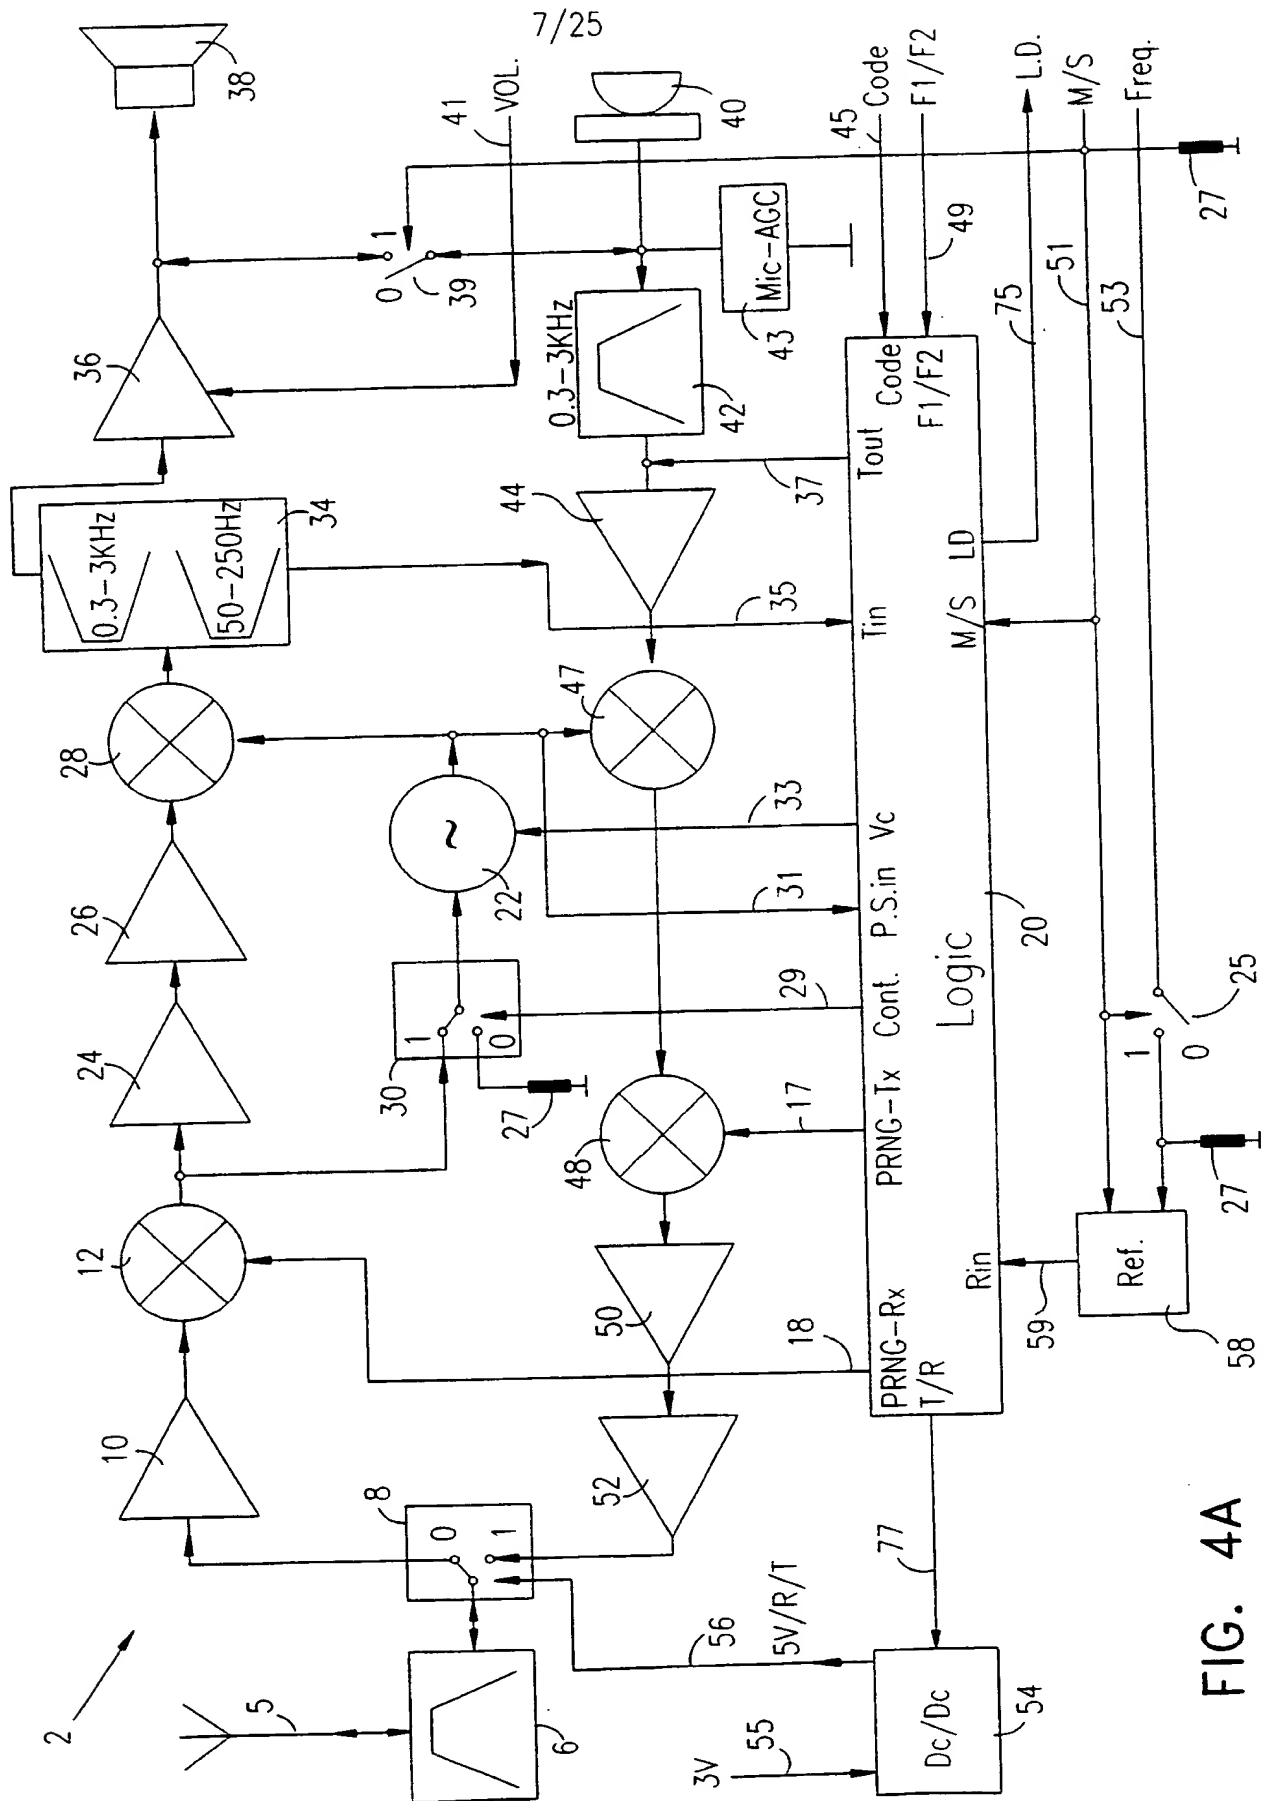 7/25
2
5
6
8
0
1
10
12
24
26
28
0.3-3KHz
50-250Hz
34
36
38
30
1
0
27
22
~
47
44
0.3-3KHz
42
0
1
39
41
VOL.
40
Mic-AGC
43
52
50
48
18
17
29
31
33
35
37
45
Code
F1/F2
49
PRNG-Rx
PRNG-Tx
Cont.
P.S.in
Vc
Tin
Tout
Code
F1/F2
T/R
Logic
Rin
M/S
LD
20
75
L.D.
51
M/S
53
Freq.
27
3V
55
56
5V/R/T
Dc/Dc
54
77
59
Ref.
58
27
1
0
25
FIG. 4A